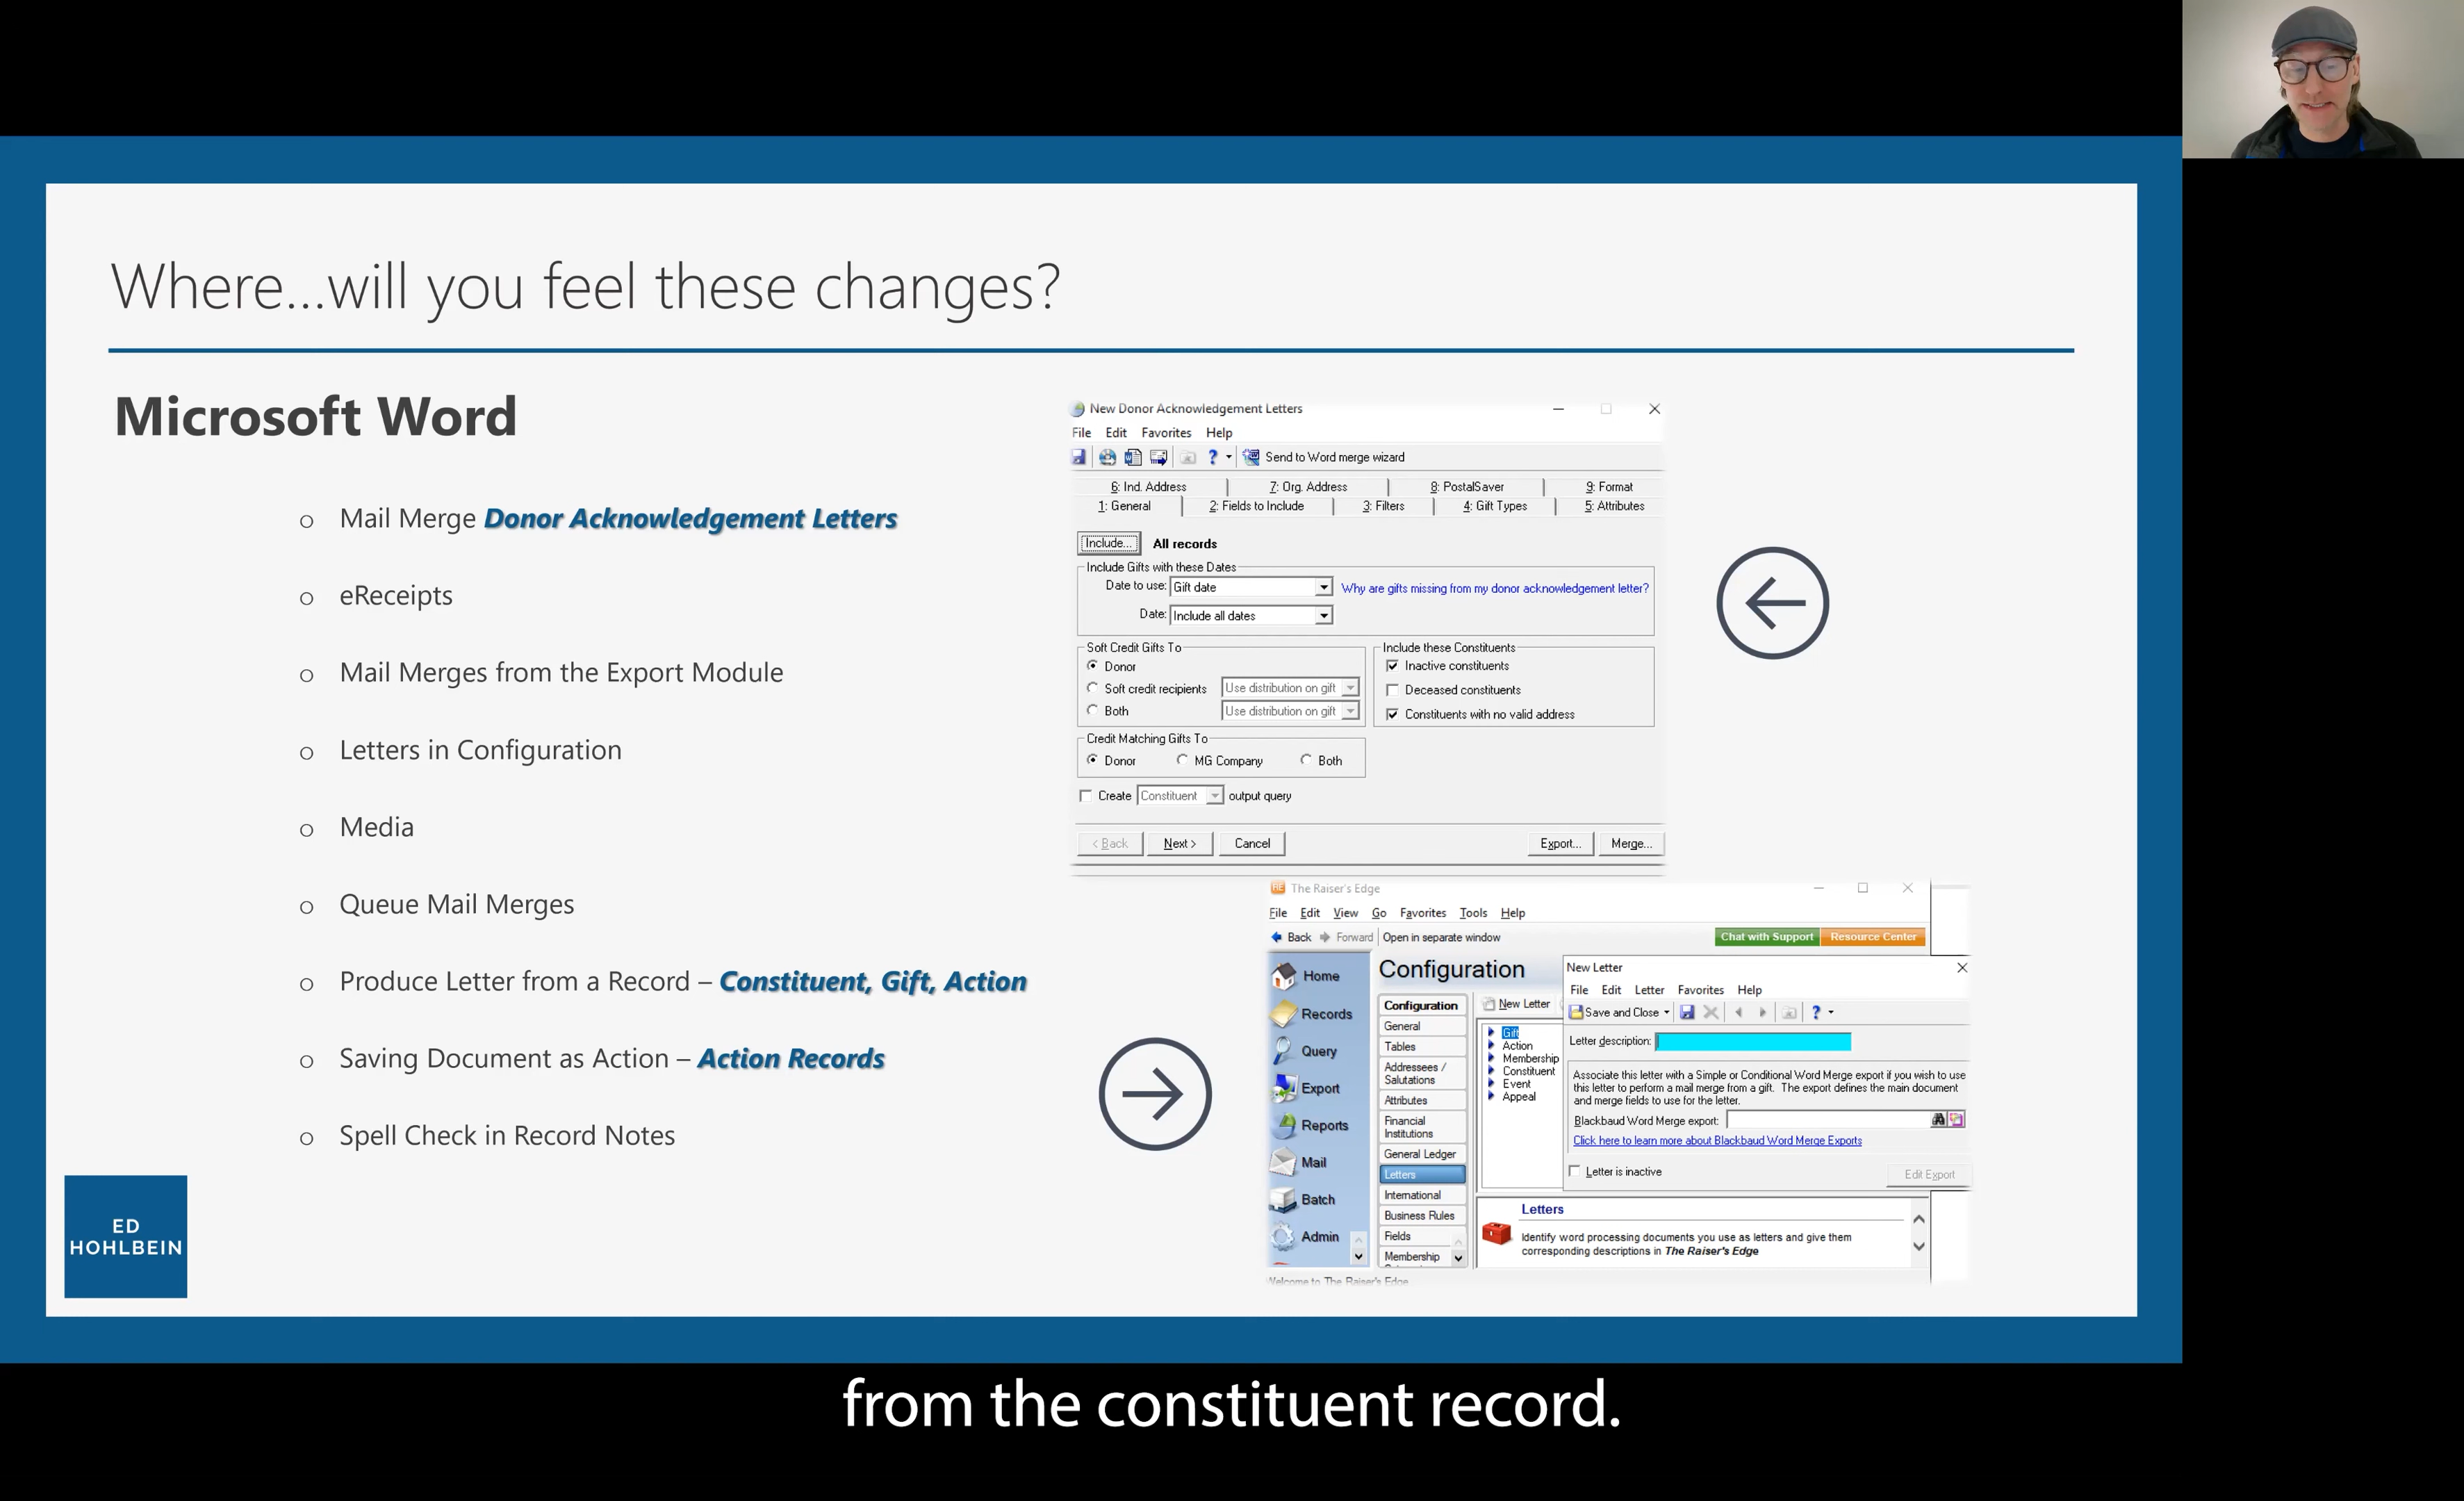 Where...will you feel these changes?
Microsoft Word
o Mail Merge Donor Acknowledgement Letters
o eReceipts
o Mail Merges from the Export Module
o Letters in Configuration
o Media
o Queue Mail Merges
o Produce Letter from a Record – Constituent, Gift, Action
o Saving Document as Action – Action Records
o Spell Check in Record Notes
ED
HOHLBEIN
New Donor Acknowledgement Letters
File Edit Favorites Help
Send to Word merge wizard
6: Ind. Address 7: Org. Address 8: PostalSaver 9: Format
1: General 2: Fields to Include 3: Filters 4: Gift Types 5: Attributes
Include... All records
Include Gifts with these Dates
Date to use: Gift date Why are gifts missing from my donor acknowledgement letter?
Date: Include all dates
Soft Credit Gifts To
Donor
Soft credit recipients Use distribution on gift
Both Use distribution on gift
Include these Constituents
Inactive constituents
Deceased constituents
Constituents with no valid address
Credit Matching Gifts To
Donor MG Company Both
Create Constituent output query
< Back Next > Cancel Export... Merge...
RE The Raiser's Edge
File Edit View Go Favorites Tools Help
Back Forward Open in separate window Chat with Support Resource Center
Home
Records
Query
Export
Reports
Mail
Batch
Admin
Configuration
Configuration
General
Tables
Addressees /
Salutations
Attributes
Financial
Institutions
General Ledger
Letters
International
Business Rules
Fields
Membership
New Letter
Gift
Action
Membership
Constituent
Event
Appeal
New Letter
File Edit Letter Favorites Help
Save and Close
Letter description:
Associate this letter with a Simple or Conditional Word Merge export if you wish to use
this letter to perform a mail merge from a gift. The export defines the main document
and merge fields to use for the letter.
Blackbaud Word Merge export:
Click here to learn more about Blackbaud Word Merge Exports
Letter is inactive
Edit Export
Letters
Identify word processing documents you use as letters and give them
corresponding descriptions in The Raiser's Edge
Welcome to The Raiser's Edge
from the constituent record.